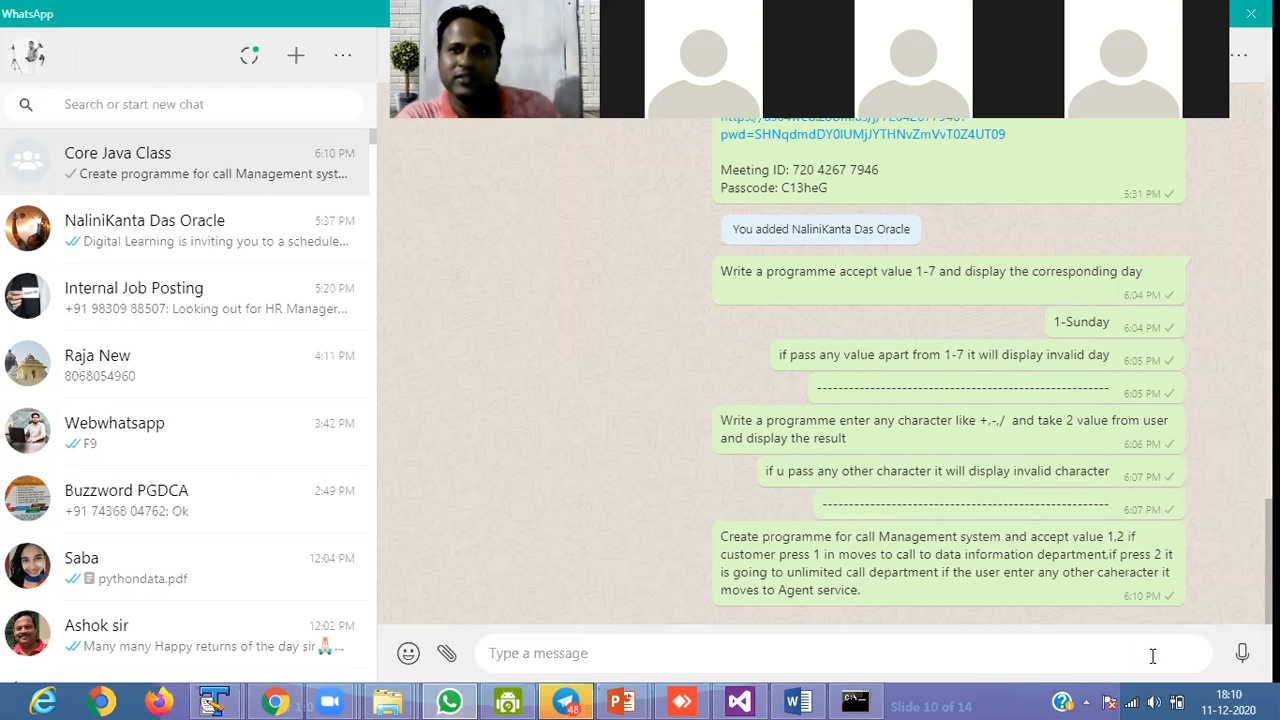 WhatsApp
Search or start new chat
Core Java Class 6:10 PM
Create programme for call Management syst...
NaliniKanta Das Oracle 5:37 PM
Digital Learning is inviting you to a schedule...
Internal Job Posting 5:20 PM
+91 98309 88507: Looking out for HR Manager...
Raja New 4:11 PM
8068054960
Webwhatsapp 3:42 PM
F9
Buzzword PGDCA 2:49 PM
+91 74368 04762: Ok
Saba 12:04 PM
pythondata.pdf
Ashok sir 12:02 PM
Many many Happy returns of the day sir🙏🏻...
pwd=SHNqdmdDY0lUMjJYTHNvZmVvT0Z4UT09
Meeting ID: 720 4267 7946
Passcode: C13heG
5:31 PM
You added NaliniKanta Das Oracle
Write a programme accept value 1-7 and display the corresponding day
6:04 PM
1-Sunday 6:04 PM
if pass any value apart from 1-7 it will display invalid day 6:05 PM
------------------------------------------------------- 6:05 PM
Write a programme enter any character like +,-,/ and take 2 value from user
and display the result
6:06 PM
if u pass any other character it will display invalid character 6:07 PM
------------------------------------------------------ 6:07 PM
Create programme for call Management system and accept value 1,2 if
customer press 1 in moves to call to data information department,if press 2 it
is going to unlimited call department if the user enter any other caheracter it
moves to Agent service.
6:10 PM
Type a message
48
Slide 10 of 14
18:10
11-12-2020